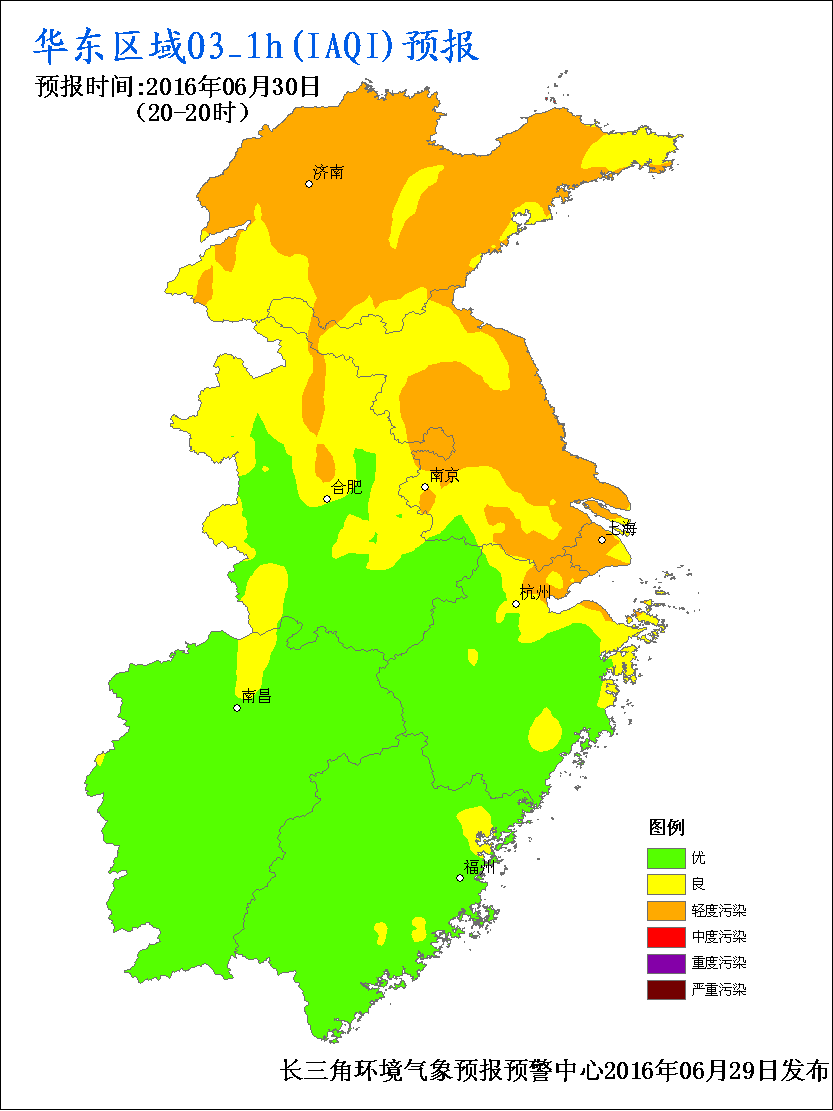 华东区域O3_1h(IAQI)预报
预报时间:2016年06月30日
(20-20时)
济南
南京
合肥
上海
杭州
南昌
福州
图例
优
良
轻度污染
中度污染
重度污染
严重污染
长三角环境气象预报预警中心2016年06月29日发布